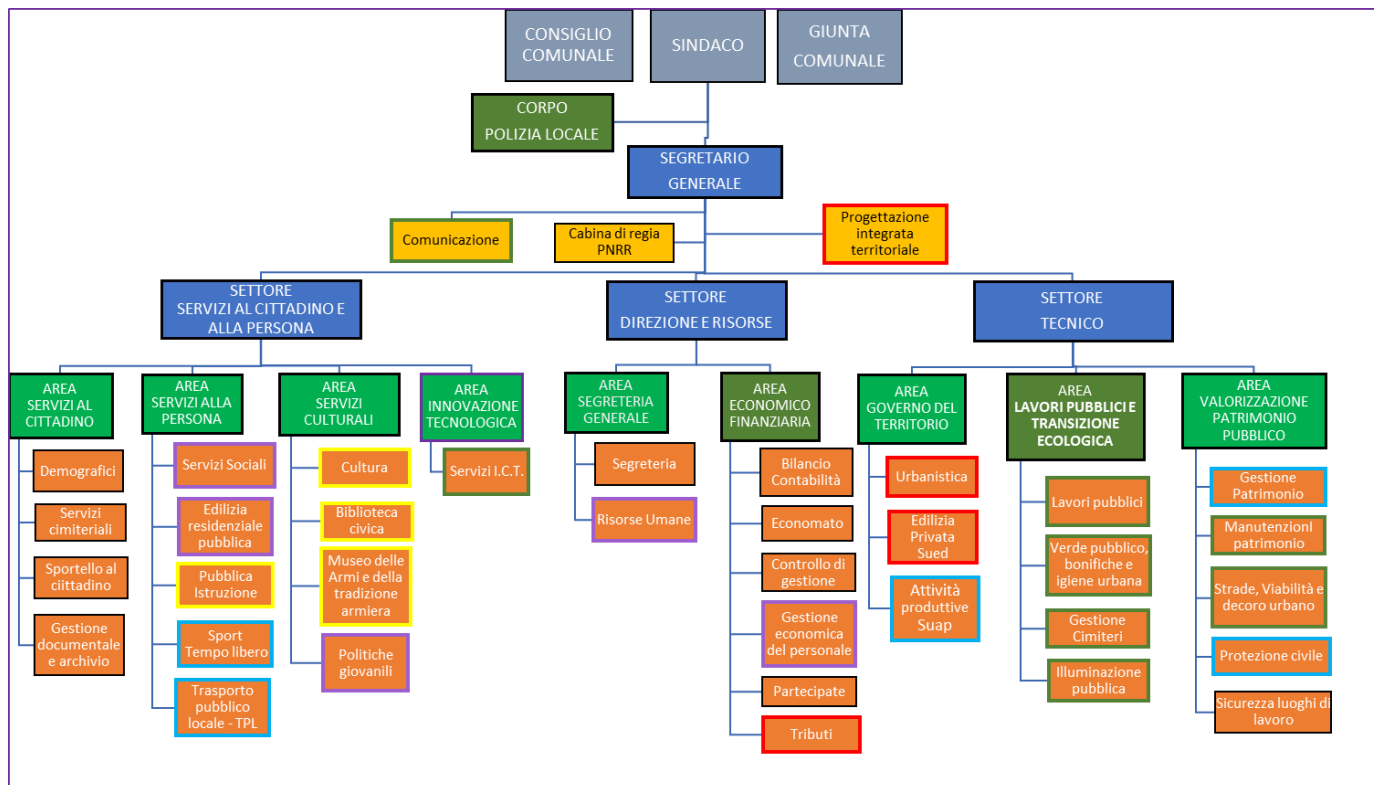 CONSIGLIO
COMUNALE
SINDACO
GIUNTA
COMUNALE
CORPO
POLIZIA LOCALE
SEGRETARIO
GENERALE
Comunicazione
Cabina di regia
PNRR
Progettazione
integrata
territoriale
SETTORE
SERVIZI AL CITTADINO E
ALLA PERSONA
SETTORE
DIREZIONE E RISORSE
SETTORE
TECNICO
AREA
SERVIZI AL
CITTADINO
AREA
SERVIZI ALLA
PERSONA
AREA
SERVIZI
CULTURALI
AREA
INNOVAZIONE
TECNOLOGICA
AREA
SEGRETERIA
GENERALE
AREA
ECONOMICO
FINANZIARIA
AREA
GOVERNO DEL
TERRITORIO
AREA
LAVORI PUBBLICI E
TRANSIZIONE
ECOLOGICA
AREA
VALORIZZAZIONE
PATRIMONIO
PUBBLICO
Demografici
Servizi
cimiteriali
Sportello al
ciittadino
Gestione
documentale
e archivio
Servizi Sociali
Edilizia
residenziale
pubblica
Pubblica
Istruzione
Sport
Tempo libero
Trasporto
pubblico
locale - TPL
Cultura
Biblioteca
civica
Museo delle
Armi e della
tradizione
armiera
Politiche
giovanili
Servizi I.C.T.
Segreteria
Risorse Umane
Bilancio
Contabilità
Economato
Controllo di
gestione
Gestione
economica
del personale
Partecipate
Tributi
Urbanistica
Edilizia
Privata
Sued
Attività
produttive
Suap
Lavori pubblici
Verde pubblico,
bonifiche e
igiene urbana
Gestione
Cimiteri
Illuminazione
pubblica
Gestione
Patrimonio
Manutenzioni
patrimonio
Strade, Viabilità e
decoro urbano
Protezione civile
Sicurezza luoghi di
lavoro